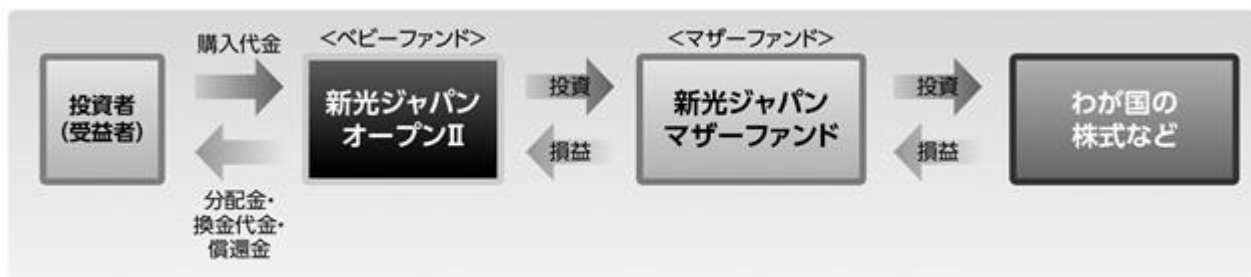 購入代金
<ベビーファンド>
<マザーファンド>
投資者
(受益者)
新光ジャパン
オープンⅡ
投資
損益
新光ジャパン
マザーファンド
投資
損益
わが国の
株式など
分配金・
換金代金・
償還金